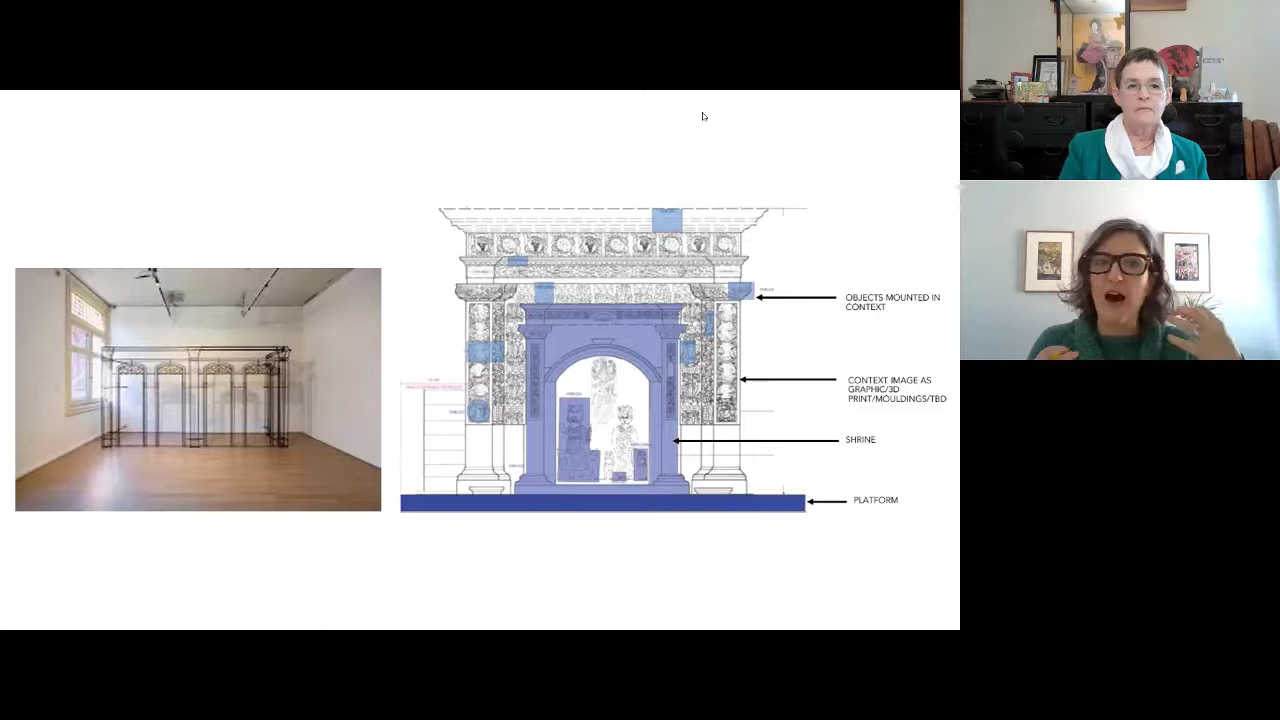 OBJECTS MOUNTED IN
CONTEXT
CONTEXT IMAGE AS
GRAPHIC/3D
PRINT/MOULDINGS/TBD
SHRINE
PLATFORM